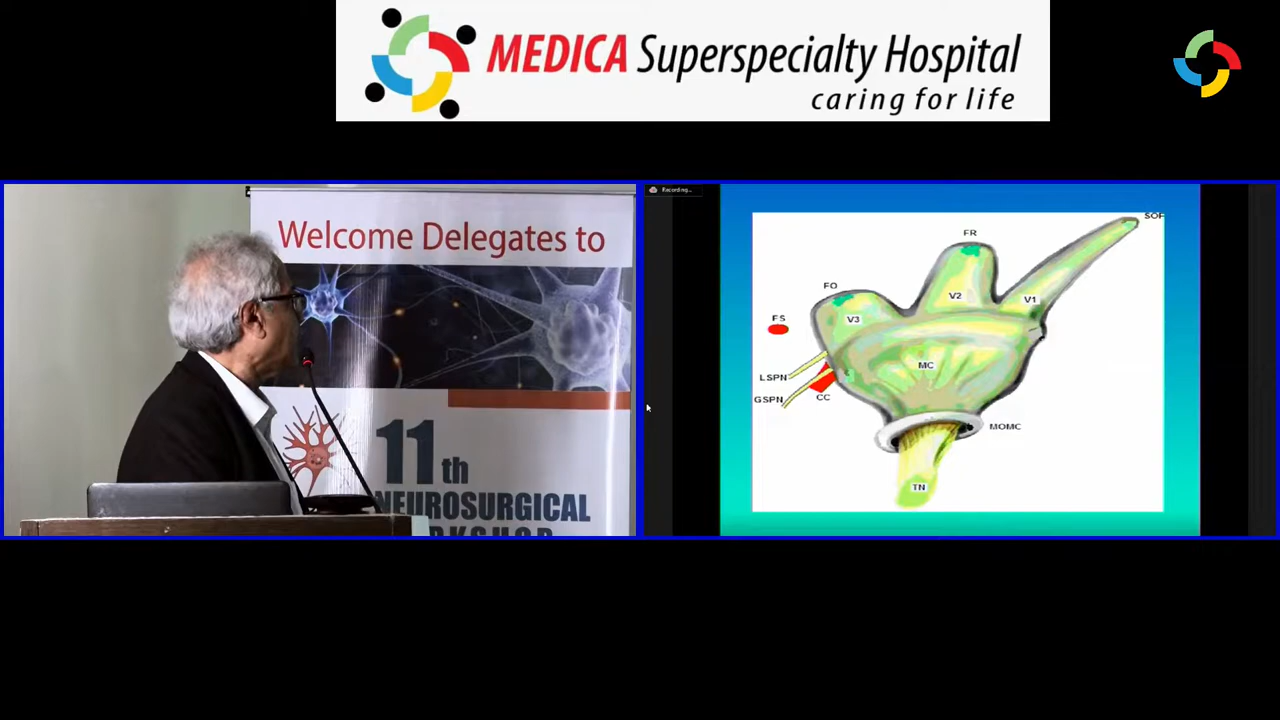 MEDICA Superspecialty Hospital
caring for life
Welcome Delegates to
11th
NEUROSURGICAL
Recording...
SOF
FR
FO
V2
V1
FS
V3
MC
LSPN
GSPN
CC
MOMC
TN